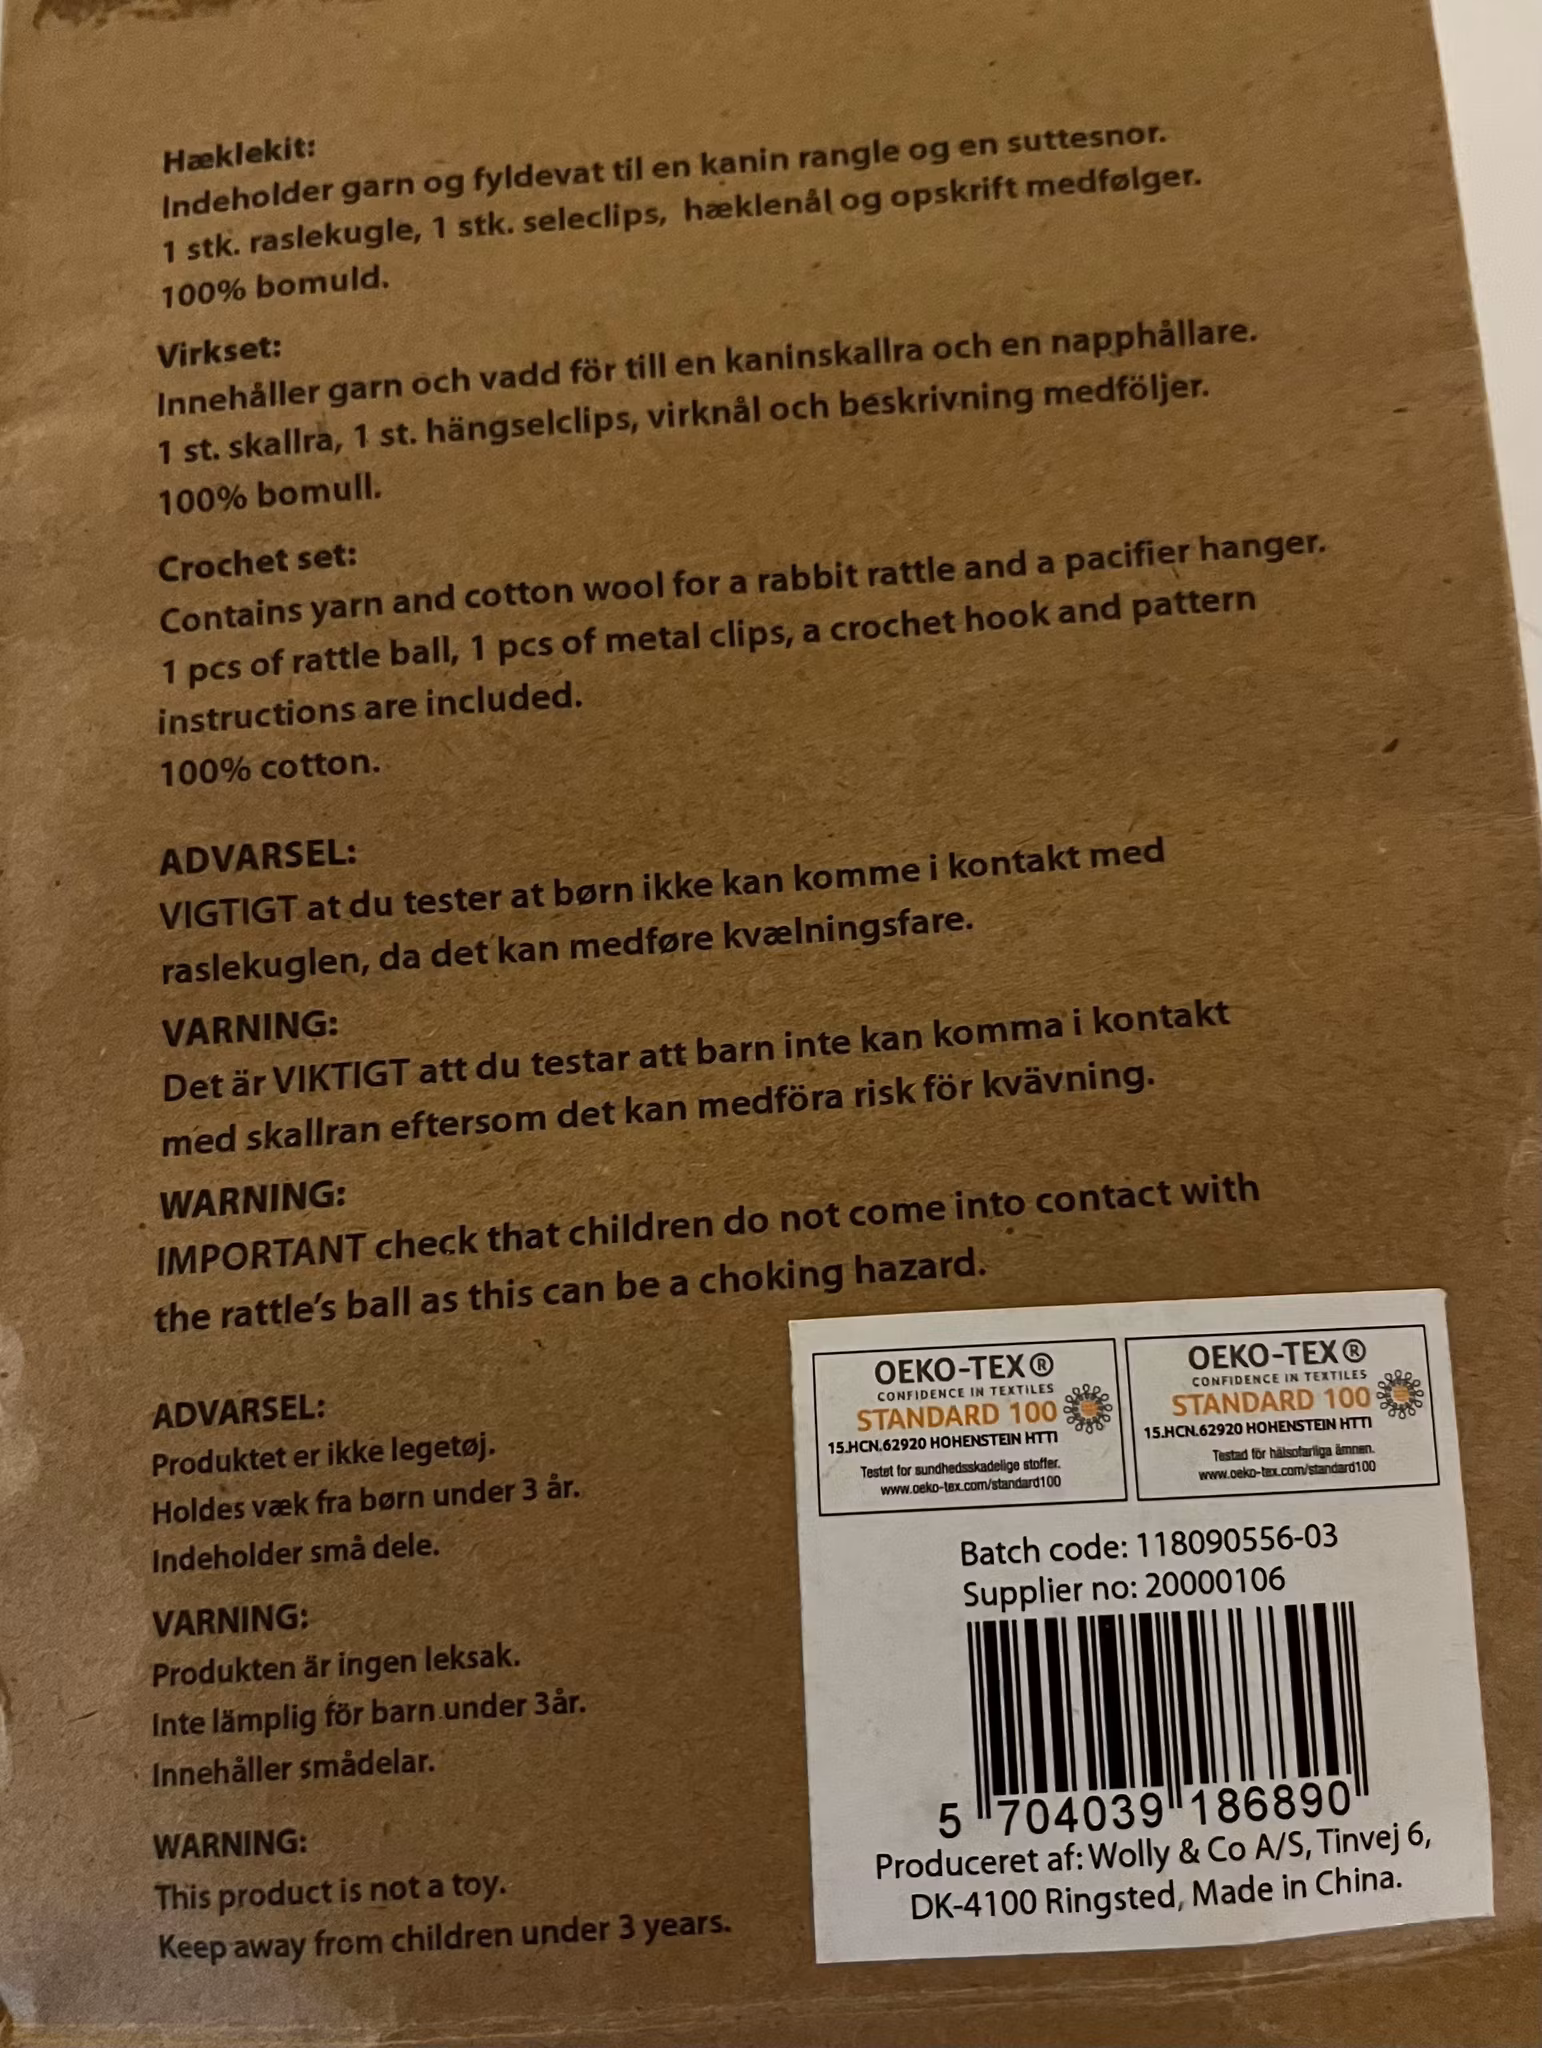 Hæklekit:
Indeholder garn og fyldevat til en kanin rangle og en suttesnor.
1 stk. raslekugle, 1 stk. seleclips, hæklenål og opskrift medfølger.
100% bomuld.
Virkset:
Innehåller garn och vadd för till en kaninskallra och en napphållare.
1 st. skallra, 1 st. hängselclips, virknål och beskrivning medföljer.
100% bomull.
Crochet set:
Contains yarn and cotton wool for a rabbit rattle and a pacifier hanger.
1 pcs of rattle ball, 1 pcs of metal clips, a crochet hook and pattern
instructions are included.
100% cotton.
ADVARSEL:
VIGTIGT at du tester at børn ikke kan komme i kontakt med
raslekuglen, da det kan medføre kvælningsfare.
VARNING:
Det är VIKTIGT att du testar att barn inte kan komma i kontakt
med skallran eftersom det kan medföra risk för kvävning.
WARNING:
IMPORTANT check that children do not come into contact with
the rattle's ball as this can be a choking hazard.
ADVARSEL:
Produktet er ikke legetøj.
Holdes væk fra børn under 3 år.
Indeholder små dele.
VARNING:
Produkten är ingen leksak.
Inte lämplig för barn under 3år.
Innehåller smådelar.
WARNING:
This product is not a toy.
Keep away from children under 3 years.
OEKO-TEX®
CONFIDENCE IN TEXTILES
STANDARD 100
15.HCN.62920 HOHENSTEIN HTTI
Testet for sundhedsskadelige stoffer.
www.oeko-tex.com/standard100
OEKO-TEX®
CONFIDENCE IN TEXTILES
STANDARD 100
15.HCN.62920 HOHENSTEIN HTTI
Testad för hälsofarliga ämnen.
www.oeko-tex.com/standard100
Batch code: 118090556-03
Supplier no: 20000106
5 704039 186890
Produceret af: Wolly & Co A/S, Tinvej 6,
DK-4100 Ringsted, Made in China.